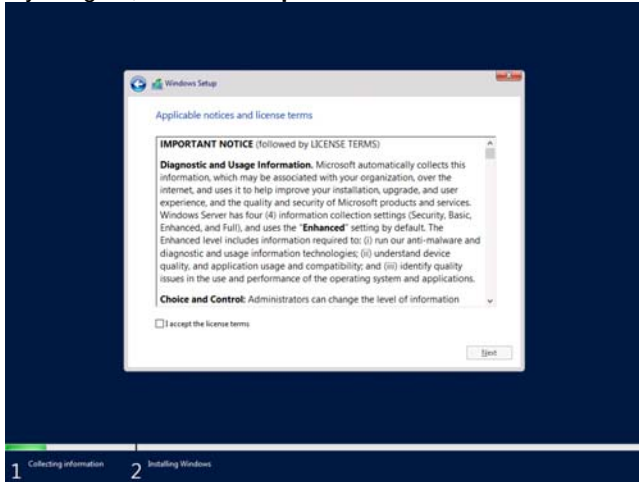 Windows Setup
Applicable notices and license terms
IMPORTANT NOTICE (followed by LICENSE TERMS)
Diagnostic and Usage Information. Microsoft automatically collects this
information, which may be associated with your organization, over the
internet, and uses it to help improve your installation, upgrade, and user
experience, and the quality and security of Microsoft products and services.
Windows Server has four (4) information collection settings (Security, Basic,
Enhanced, and Full), and uses the "Enhanced" setting by default. The
Enhanced level includes information required to: (i) run our anti-malware and
diagnostic and usage information technologies; (ii) understand device
quality, and application usage and compatibility; and (iii) identify quality
issues in the use and performance of the operating system and applications.
Choice and Control: Administrators can change the level of information
I accept the license terms
Next
1 Collecting information 2 Installing Windows